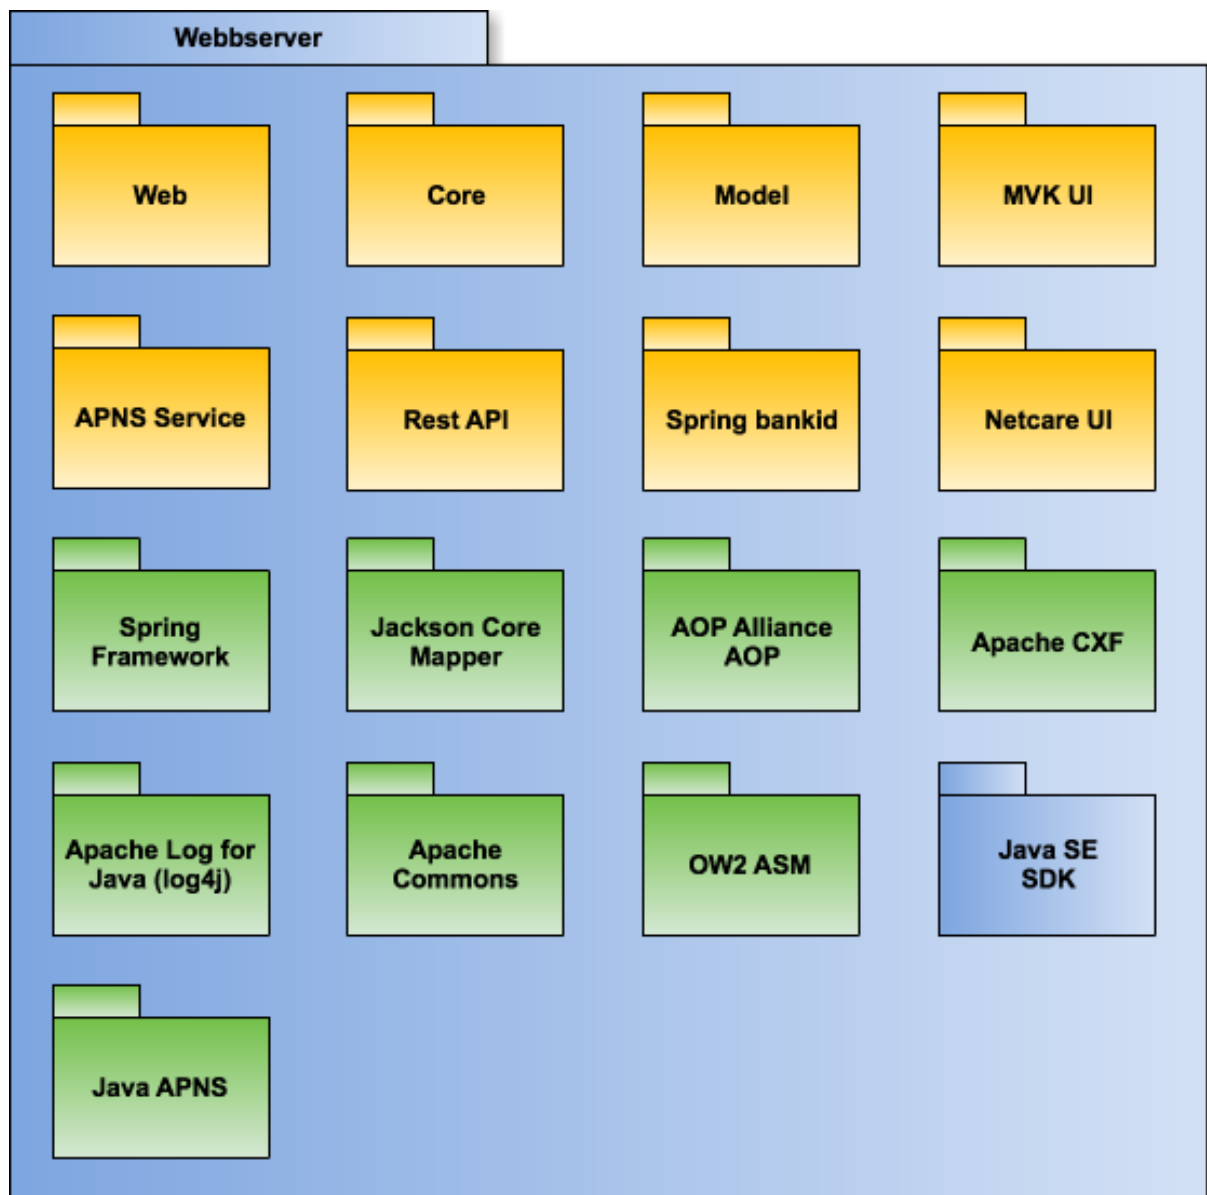 Webbserver
Web
Core
Model
MVK UI
APNS Service
Rest API
Spring bankid
Netcare UI
Spring
Framework
Jackson Core
Mapper
AOP Alliance
AOP
Apache CXF
Apache Log for
Java (log4j)
Apache
Commons
OW2 ASM
Java SE
SDK
Java APNS